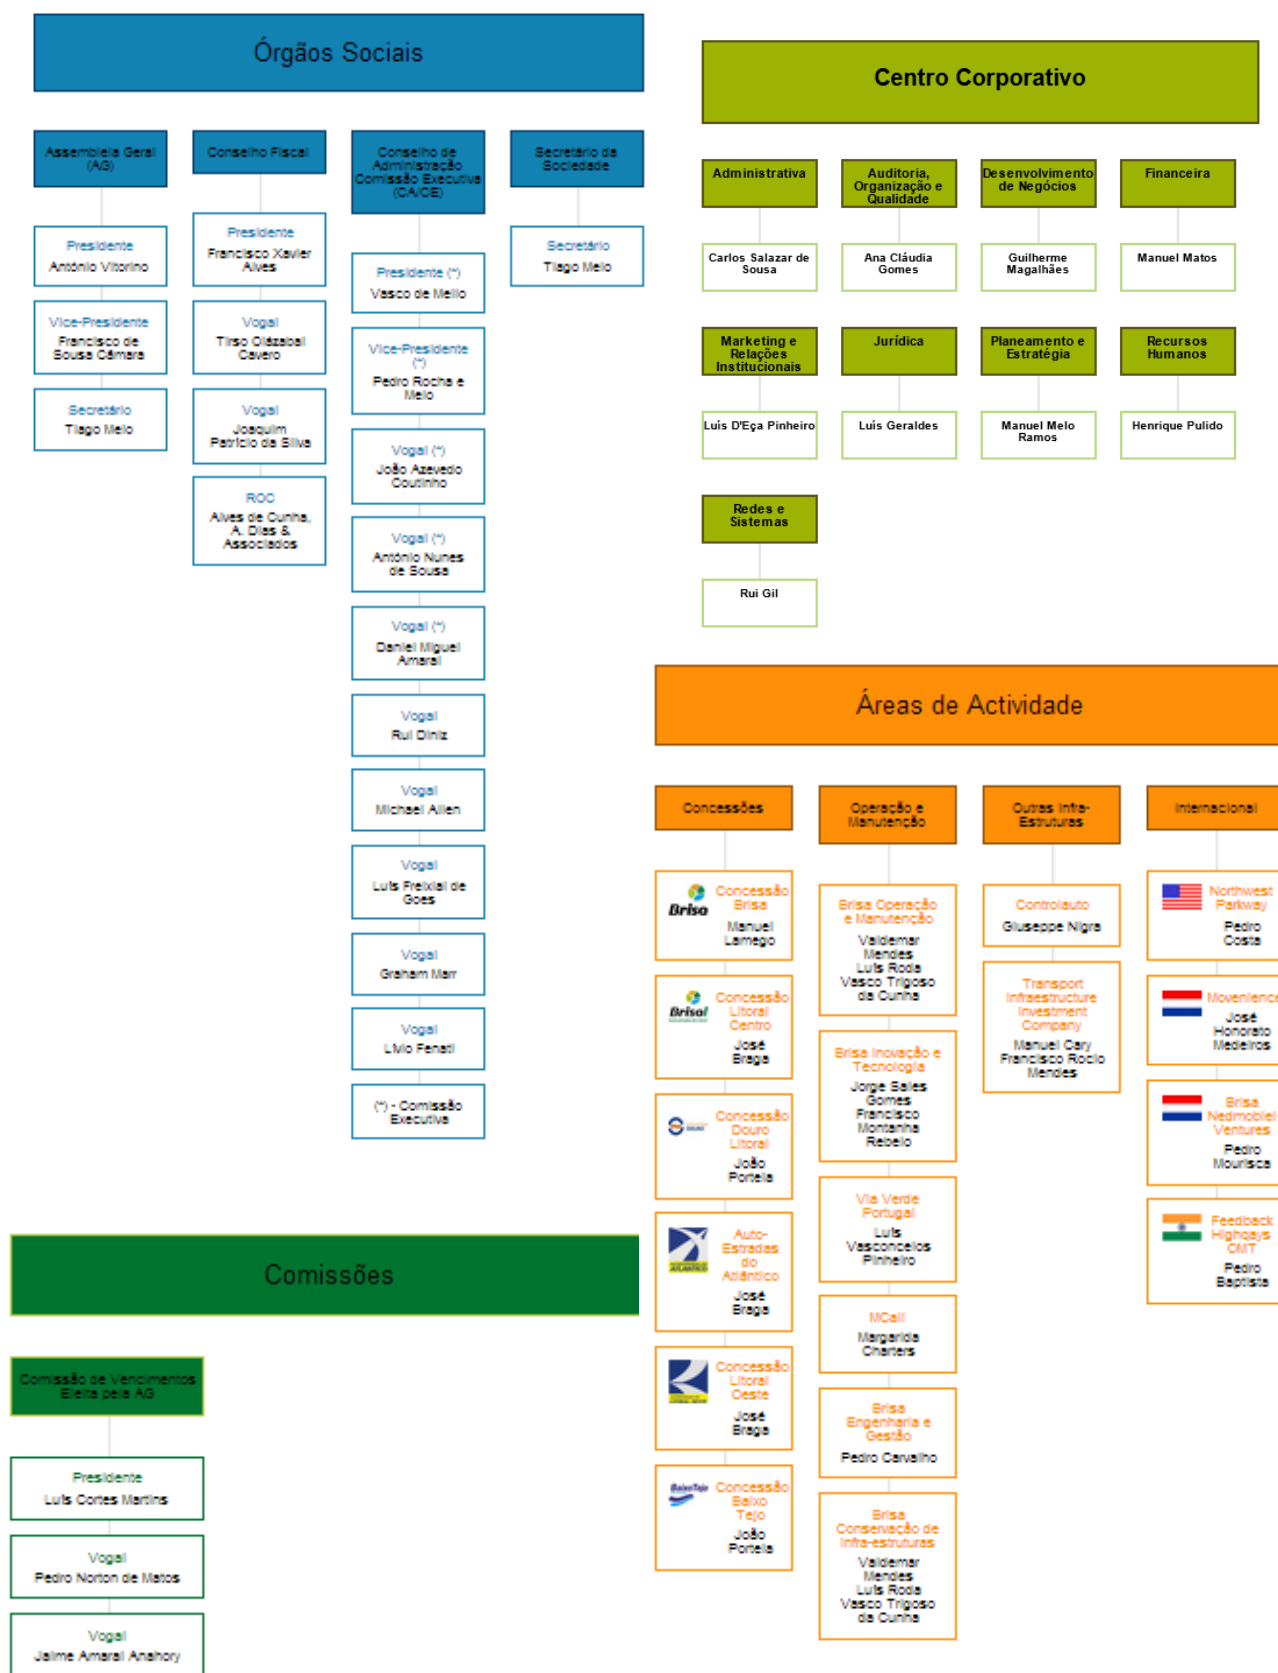 Órgãos Sociais
Assembleia Geral
(AG)
Presidente
António Vitorino
Vice-Presidente
Francisco de
Sousa Câmara
Secretário
Tiago Melo
Conselho Fiscal
Presidente
Francisco Xavier
Alves
Vogal
Tirso Olázabal
Cavero
Vogal
Joaquim
Patrício da Silva
ROC
Alves de Cunha,
A. Dias &
Associados
Conselho de
Administração
Comissão Executiva
(CA/CE)
Presidente (*)
Vasco de Mello
Vice-Presidente
(*)
Pedro Rocha e
Melo
Vogal (*)
João Azevedo
Coutinho
Vogal (*)
António Nunes
de Sousa
Vogal (*)
Daniel Miguel
Amaral
Vogal
Rui Diniz
Vogal
Michael Allen
Vogal
Luís Freixial de
Goes
Vogal
Graham Marr
Vogal
Lívio Fenati
(*) - Comissão
Executiva
Secretário da
Sociedade
Secretário
Tiago Melo
Centro Corporativo
Administrativa
Carlos Salazar de
Sousa
Auditoria,
Organização e
Qualidade
Ana Cláudia
Gomes
Desenvolvimento
de Negócios
Guilherme
Magalhães
Financeira
Manuel Matos
Marketing e
Relações
Institucionais
Luís D'Eça Pinheiro
Jurídica
Luís Geraldes
Planeamento e
Estratégia
Manuel Melo
Ramos
Recursos
Humanos
Henrique Pulido
Redes e
Sistemas
Rui Gil
Áreas de Actividade
Concessões
Brisa
Concessão
Brisa
Manuel
Lamego
Brisal
Concessão
Litoral
Centro
José
Braga
Concessão
Douro
Litoral
João
Portela
ATLÂNTICO
Auto-
Estradas
do
Atlântico
José
Braga
LITORAL OESTE
Concessão
Litoral
Oeste
José
Braga
BaixoTejo
Concessão
Baixo
Tejo
João
Portela
Operação e
Manutenção
Brisa Operação
e Manutenção
Valdemar
Mendes
Luís Roda
Vasco Trigoso
da Cunha
Brisa Inovação e
Tecnologia
Jorge Sales
Gomes
Francisco
Montanha
Rebelo
Via Verde
Portugal
Luís
Vasconcelos
Pinheiro
MCall
Margarida
Charters
Brisa
Engenharia e
Gestão
Pedro Carvalho
Brisa
Conservação de
Infra-estruturas
Valdemar
Mendes
Luís Roda
Vasco Trigoso
da Cunha
Outras Infra-
Estruturas
Controlauto
Giuseppe Nigra
Transport
Infraestructure
Investment
Company
Manuel Cary
Francisco Rocio
Mendes
Internacional
Northwest
Parkway
Pedro
Costa
Movenience
José
Honorato
Medeiros
Brisa
Nedmobiel
Ventures
Pedro
Mourisca
Feedback
Highqays
OMT
Pedro
Baptista
Comissões
Comissão de Vencimentos
Eleita pela AG
Presidente
Luís Cortes Martins
Vogal
Pedro Norton de Matos
Vogal
Jaime Amaral Anahory